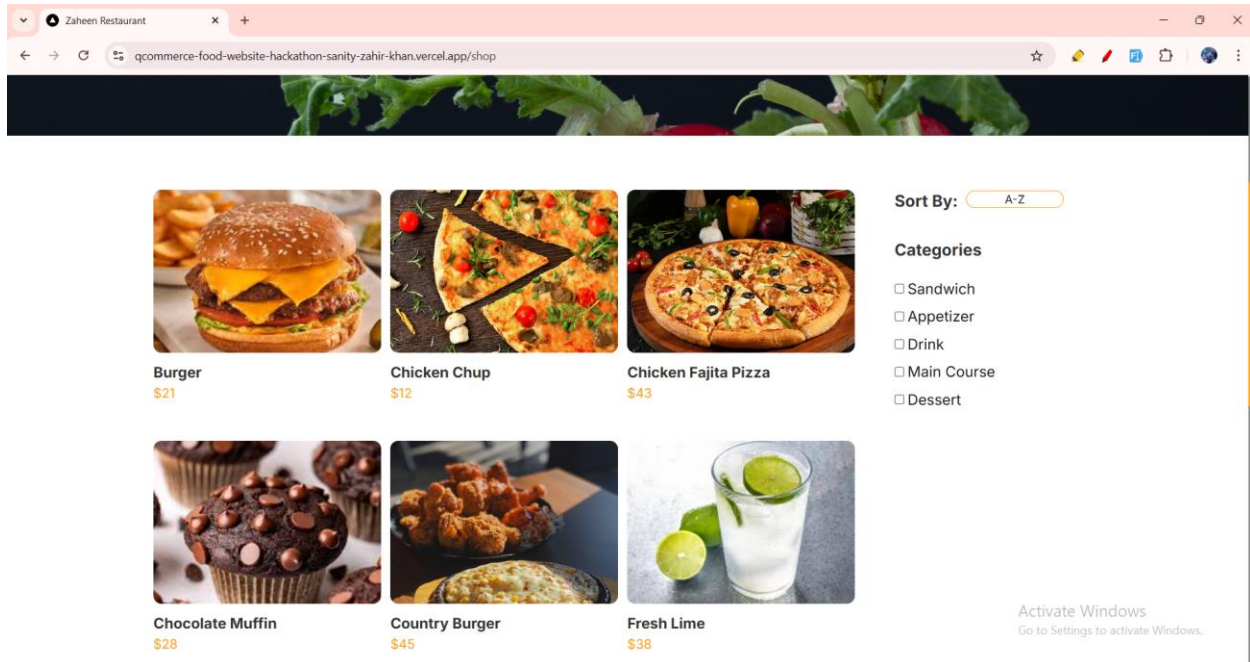 Zaheen Restaurant
qcommerce-food-website-hackathon-sanity-zahir-khan.vercel.app/shop
Sort By: A-Z
Categories
Sandwich
Appetizer
Drink
Main Course
Dessert
Burger
$21
Chicken Chup
$12
Chicken Fajita Pizza
$43
Chocolate Muffin
$28
Country Burger
$45
Fresh Lime
$38
Activate Windows
Go to Settings to activate Windows.